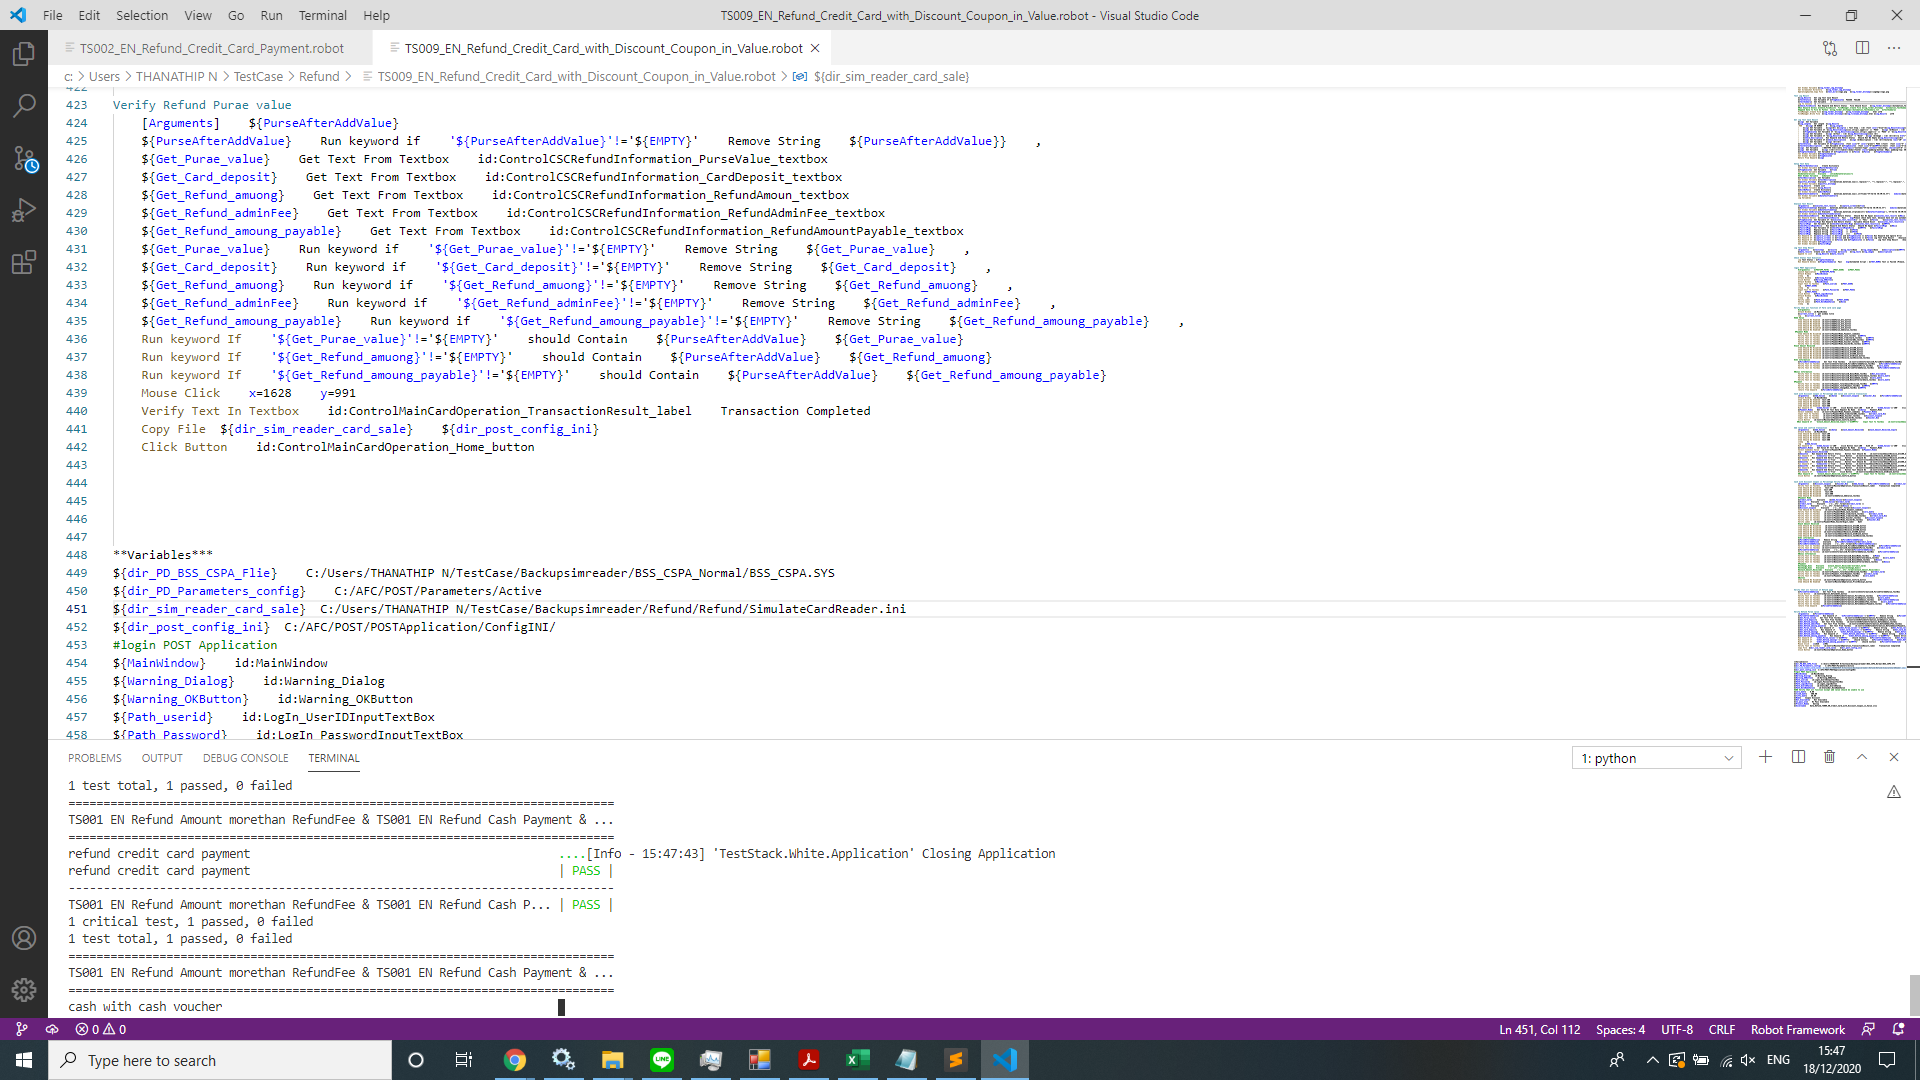 File Edit Selection View Go Run Terminal Help
TS009_EN_Refund_Credit_Card_with_Discount_Coupon_in_Value.robot - Visual Studio Code
TS002_EN_Refund_Credit_Card_Payment.robot
TS009_EN_Refund_Credit_Card_with_Discount_Coupon_in_Value.robot
c: > Users > THANATHIP N > TestCase > Refund > TS009_EN_Refund_Credit_Card_with_Discount_Coupon_in_Value.robot > ${dir_sim_reader_card_sale}
422
423 Verify Refund Purae value
424 [Arguments] ${PurseAfterAddValue}
425 ${PurseAfterAddValue} Run keyword if '${PurseAfterAddValue}'!='${EMPTY}' Remove String ${PurseAfterAddValue}} ,
426 ${Get_Purae_value} Get Text From Textbox id:ControlCSCRefundInformation_PurseValue_textbox
427 ${Get_Card_deposit} Get Text From Textbox id:ControlCSCRefundInformation_CardDeposit_textbox
428 ${Get_Refund_amuong} Get Text From Textbox id:ControlCSCRefundInformation_RefundAmoun_textbox
429 ${Get_Refund_adminFee} Get Text From Textbox id:ControlCSCRefundInformation_RefundAdminFee_textbox
430 ${Get_Refund_amoung_payable} Get Text From Textbox id:ControlCSCRefundInformation_RefundAmountPayable_textbox
431 ${Get_Purae_value} Run keyword if '${Get_Purae_value}'!='${EMPTY}' Remove String ${Get_Purae_value} ,
432 ${Get_Card_deposit} Run keyword if '${Get_Card_deposit}'!='${EMPTY}' Remove String ${Get_Card_deposit} ,
433 ${Get_Refund_amuong} Run keyword if '${Get_Refund_amuong}'!='${EMPTY}' Remove String ${Get_Refund_amuong} ,
434 ${Get_Refund_adminFee} Run keyword if '${Get_Refund_adminFee}'!='${EMPTY}' Remove String ${Get_Refund_adminFee} ,
435 ${Get_Refund_amoung_payable} Run keyword if '${Get_Refund_amoung_payable}'!='${EMPTY}' Remove String ${Get_Refund_amoung_payable} ,
436 Run keyword If '${Get_Purae_value}'!='${EMPTY}' should Contain ${PurseAfterAddValue} ${Get_Purae_value}
437 Run keyword If '${Get_Refund_amuong}'!='${EMPTY}' should Contain ${PurseAfterAddValue} ${Get_Refund_amuong}
438 Run keyword If '${Get_Refund_amoung_payable}'!='${EMPTY}' should Contain ${PurseAfterAddValue} ${Get_Refund_amoung_payable}
439 Mouse Click x=1628 y=991
440 Verify Text In Textbox id:ControlMainCardOperation_TransactionResult_label Transaction Completed
441 Copy File ${dir_sim_reader_card_sale} ${dir_post_config_ini}
442 Click Button id:ControlMainCardOperation_Home_button
443
444
445
446
447
448 **Variables***
449 ${dir_PD_BSS_CSPA_Flie} C:/Users/THANATHIP N/TestCase/Backupsimreader/BSS_CSPA_Normal/BSS_CSPA.SYS
450 ${dir_PD_Parameters_config} C:/AFC/POST/Parameters/Active
451 ${dir_sim_reader_card_sale} C:/Users/THANATHIP N/TestCase/Backupsimreader/Refund/Refund/SimulateCardReader.ini
452 ${dir_post_config_ini} C:/AFC/POST/POSTApplication/ConfigINI/
453 #login POST Application
454 ${MainWindow} id:MainWindow
455 ${Warning_Dialog} id:Warning_Dialog
456 ${Warning_OKButton} id:Warning_OKButton
457 ${Path_userid} id:LogIn_UserIDInputTextBox
458 ${Path_Password} id:LogIn_PasswordInputTextBox
PROBLEMS OUTPUT DEBUG CONSOLE TERMINAL 1: python
1 test total, 1 passed, 0 failed
==============================================================================
TS001 EN Refund Amount morethan RefundFee & TS001 EN Refund Cash Payment & ...
==============================================================================
refund credit card payment ....[Info - 15:47:43] 'TestStack.White.Application' Closing Application
refund credit card payment | PASS |
------------------------------------------------------------------------------
TS001 EN Refund Amount morethan RefundFee & TS001 EN Refund Cash P... | PASS |
1 critical test, 1 passed, 0 failed
1 test total, 1 passed, 0 failed
==============================================================================
TS001 EN Refund Amount morethan RefundFee & TS001 EN Refund Cash Payment & ...
==============================================================================
cash with cash voucher
0 0 Ln 451, Col 112 Spaces: 4 UTF-8 CRLF Robot Framework
Type here to search
ENG
15:47
18/12/2020